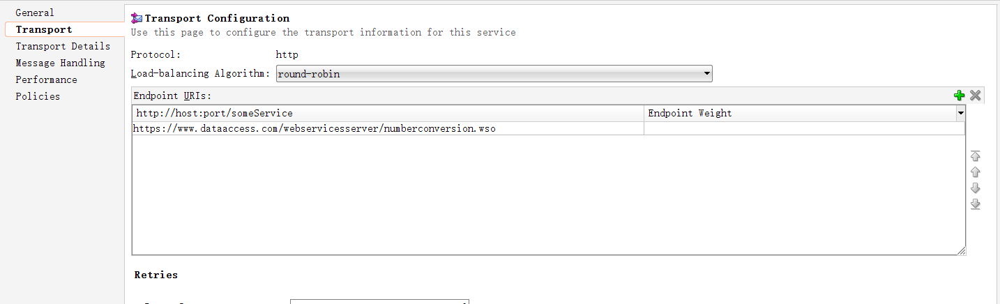 General
Transport
Transport Details
Message Handling
Performance
Policies
Transport Configuration
Use this page to configure the transport information for this service
Protocol: http
Load-balancing Algorithm: round-robin
Endpoint URIs:
http://host:port/someService Endpoint Weight
https://www.dataaccess.com/webservicesserver/numberconversion.wso
Retries